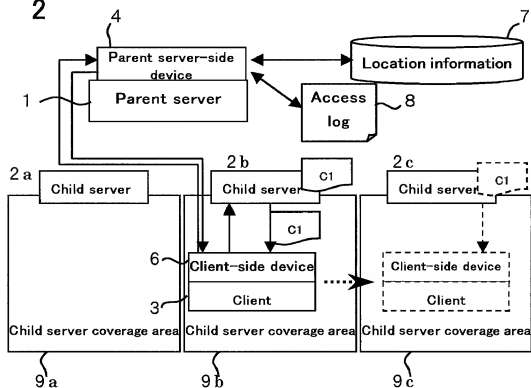 2
4
7
Parent server-side
device
Location information
1
Parent server
Access
log
8
2a
2b
2c
Child server
Child server
C1
Child server
C1
C1
6
Client-side device
Client-side device
3
Client
Client
Child server coverage area
Child server coverage area
Child server coverage area
9a
9b
9c